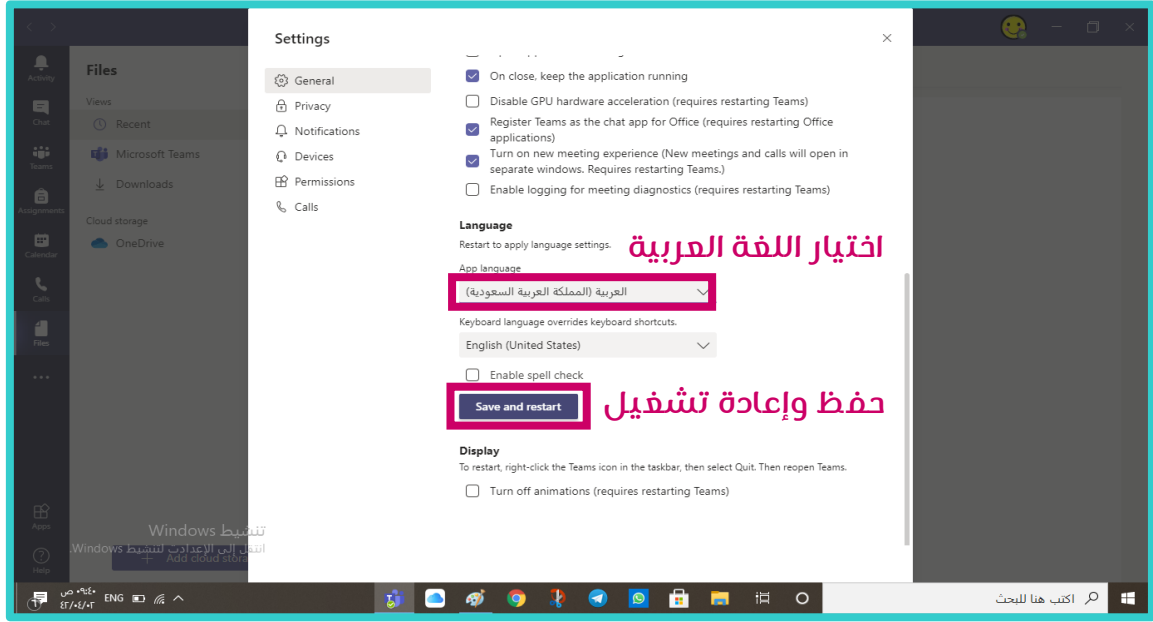 Activity
Chat
Teams
Assignments
Calendar
Calls
Files
Apps
Help
Files
Views
Recent
Microsoft Teams
Downloads
Cloud storage
OneDrive
Settings
General
Privacy
Notifications
Devices
Permissions
Calls
On close, keep the application running
Disable GPU hardware acceleration (requires restarting Teams)
Register Teams as the chat app for Office (requires restarting Office
applications)
Turn on new meeting experience (New meetings and calls will open in
separate windows. Requires restarting Teams.)
Enable logging for meeting diagnostics (requires restarting Teams)
Language
Restart to apply language settings.
اختيار اللغة العربية
App language
العربية (المملكة العربية السعودية)
Keyboard language overrides keyboard shortcuts.
English (United States)
Enable spell check
Save and restart
حفظ وإعادة تشغيل
Display
To restart, right-click the Teams icon in the taskbar, then select Quit. Then reopen Teams.
Turn off animations (requires restarting Teams)
تنشيط Windows
انتقل إلى الإعدادت لتنشيط Windows.
Add cloud stora
ENG
اكتب هنا للبحث